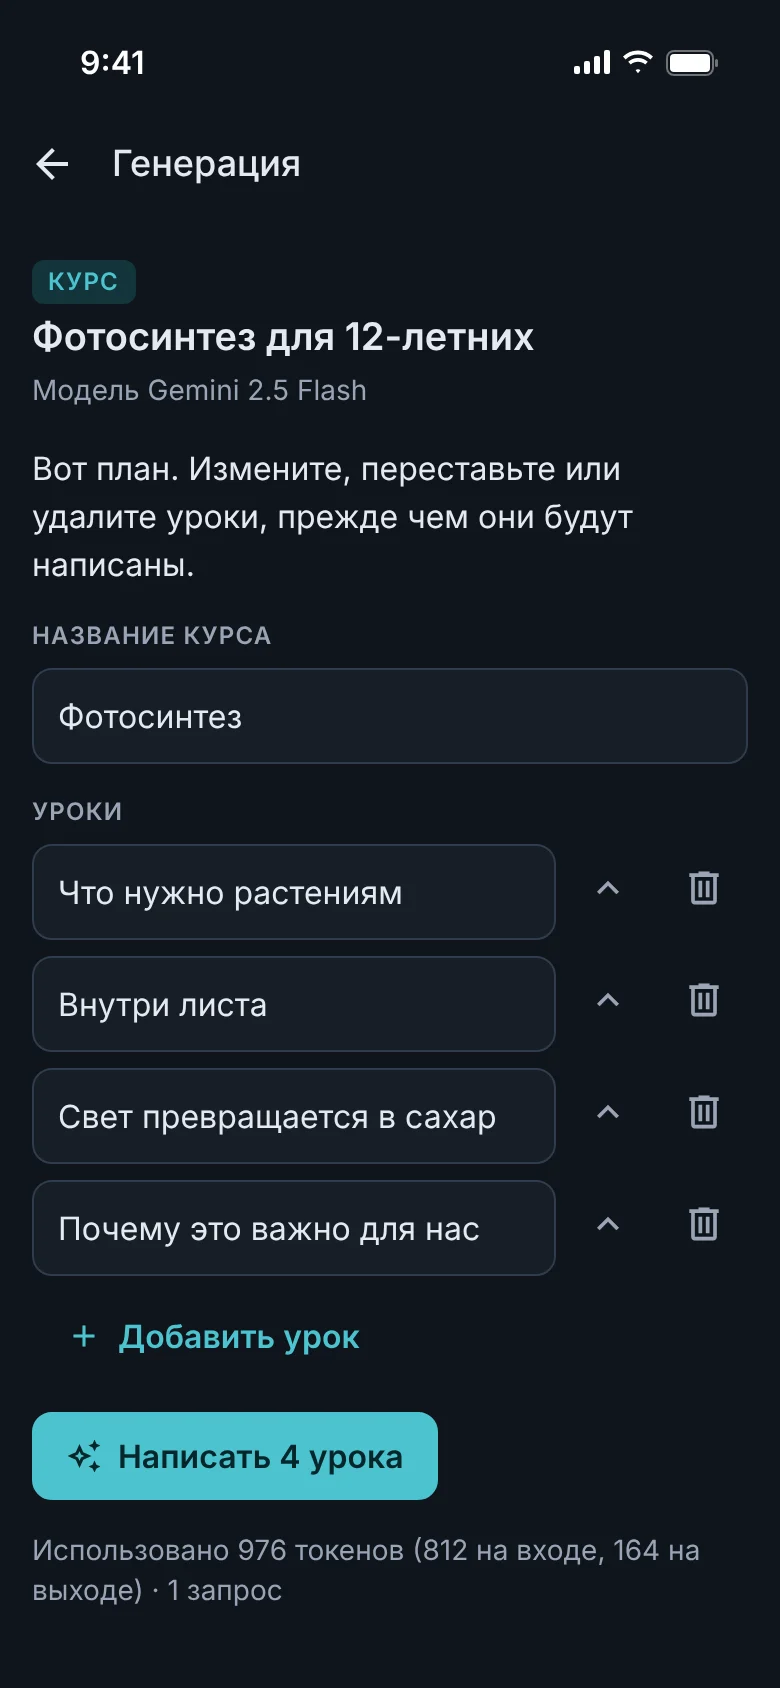 9:41
Генерация
КУРС
Фотосинтез для 12-летних
Модель Gemini 2.5 Flash
Вот план. Измените, переставьте или
удалите уроки, прежде чем они будут
написаны.
НАЗВАНИЕ КУРСА
Фотосинтез
УРОКИ
Что нужно растениям
Внутри листа
Свет превращается в сахар
Почему это важно для нас
+ Добавить урок
Написать 4 урока
Использовано 976 токенов (812 на входе, 164 на
выходе) · 1 запрос